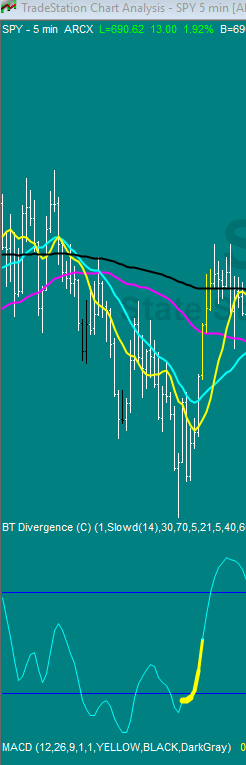 TradeStation Chart Analysis - SPY 5 min [AR
SPY - 5 min ARCX L=690.62 13.00 1.92% B=69
S
State S
BT Divergence (C) (1,Slowd(14),30,70,5,21,5,40,6
MACD (12,26,9,1,1,YELLOW,BLACK,DarkGray) 0